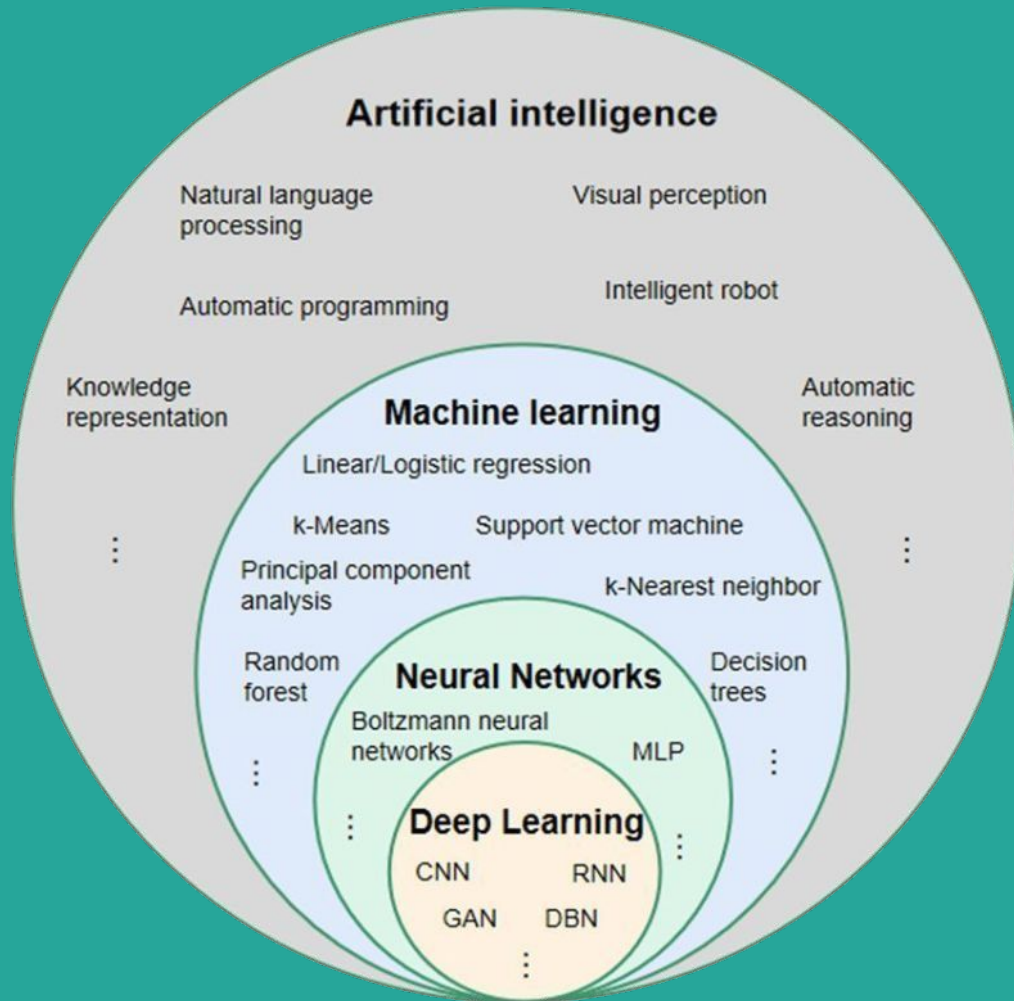 Artificial intelligence
Natural language
processing
Visual perception
Automatic programming
Intelligent robot
Knowledge
representation
Automatic
reasoning
Machine learning
Linear/Logistic regression
k-Means
Support vector machine
Principal component
analysis
k-Nearest neighbor
Random
forest
Decision
trees
Neural Networks
Boltzmann neural
networks
MLP
Deep Learning
CNN
RNN
GAN
DBN